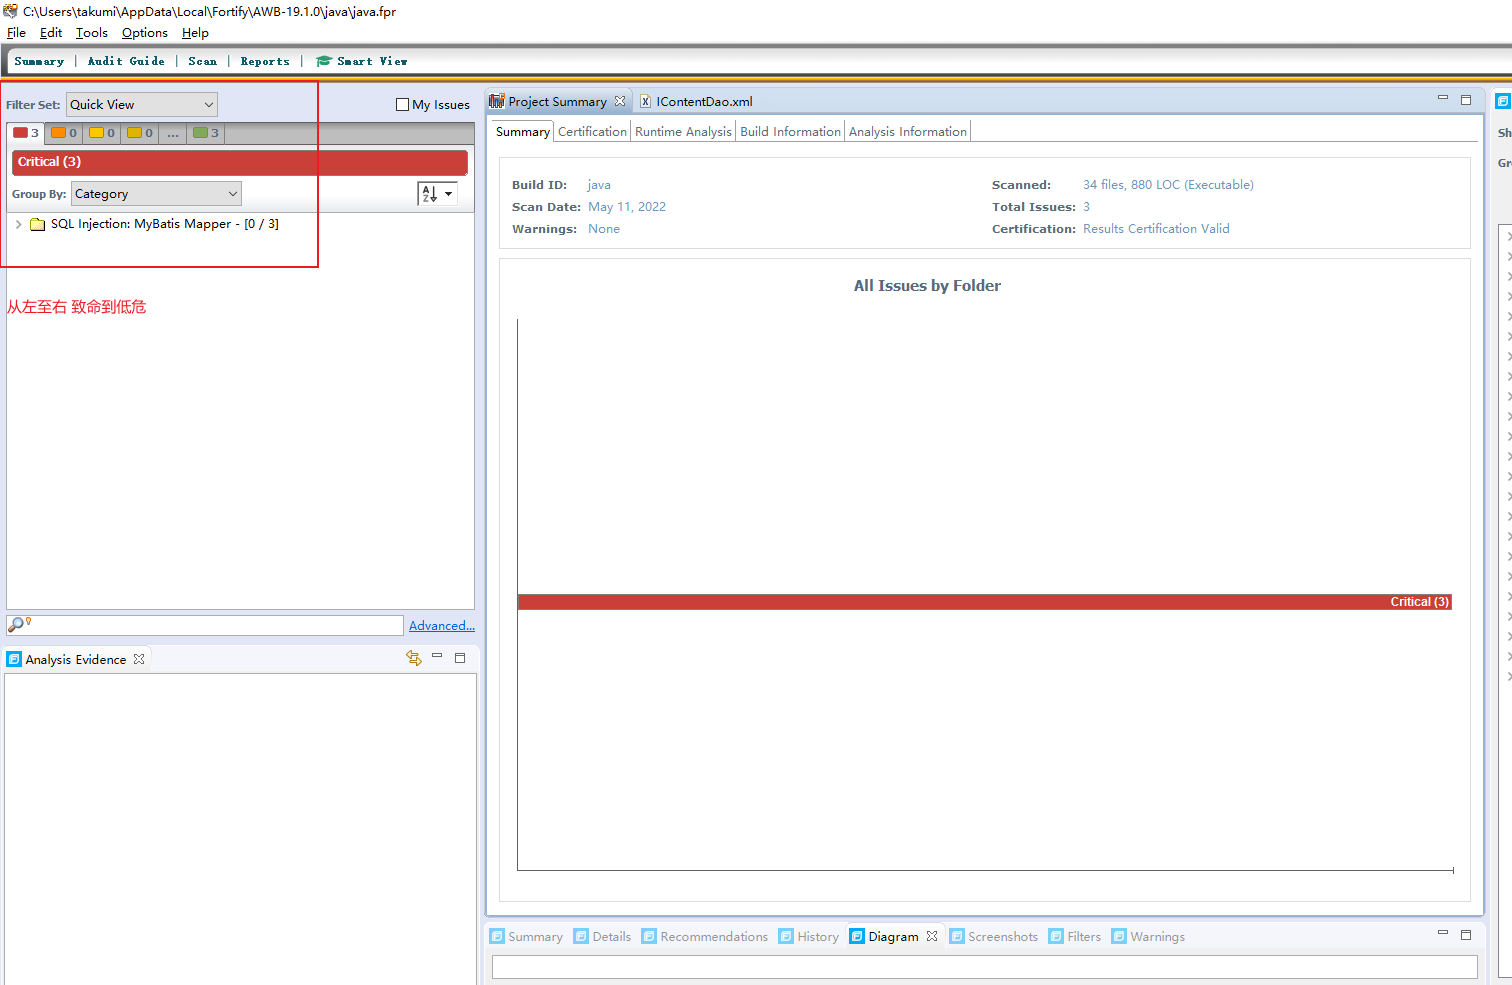 C:\Users\takumi\AppData\Local\Fortify\AWB-19.1.0\java\java.fpr
File Edit Tools Options Help
Summary | Audit Guide | Scan | Reports | Smart View
Filter Set: Quick View My Issues
3 0 0 0 ... 3
Critical (3)
Group By: Category
SQL Injection: MyBatis Mapper - [0 / 3]
从左至右 致命到低危
Advanced...
Analysis Evidence
Project Summary IContentDao.xml
Summary Certification Runtime Analysis Build Information Analysis Information
Build ID: java
Scanned: 34 files, 880 LOC (Executable)
Scan Date: May 11, 2022
Total Issues: 3
Warnings: None
Certification: Results Certification Valid
All Issues by Folder
Critical (3)
Summary Details Recommendations History Diagram Screenshots Filters Warnings
Sh
Gr